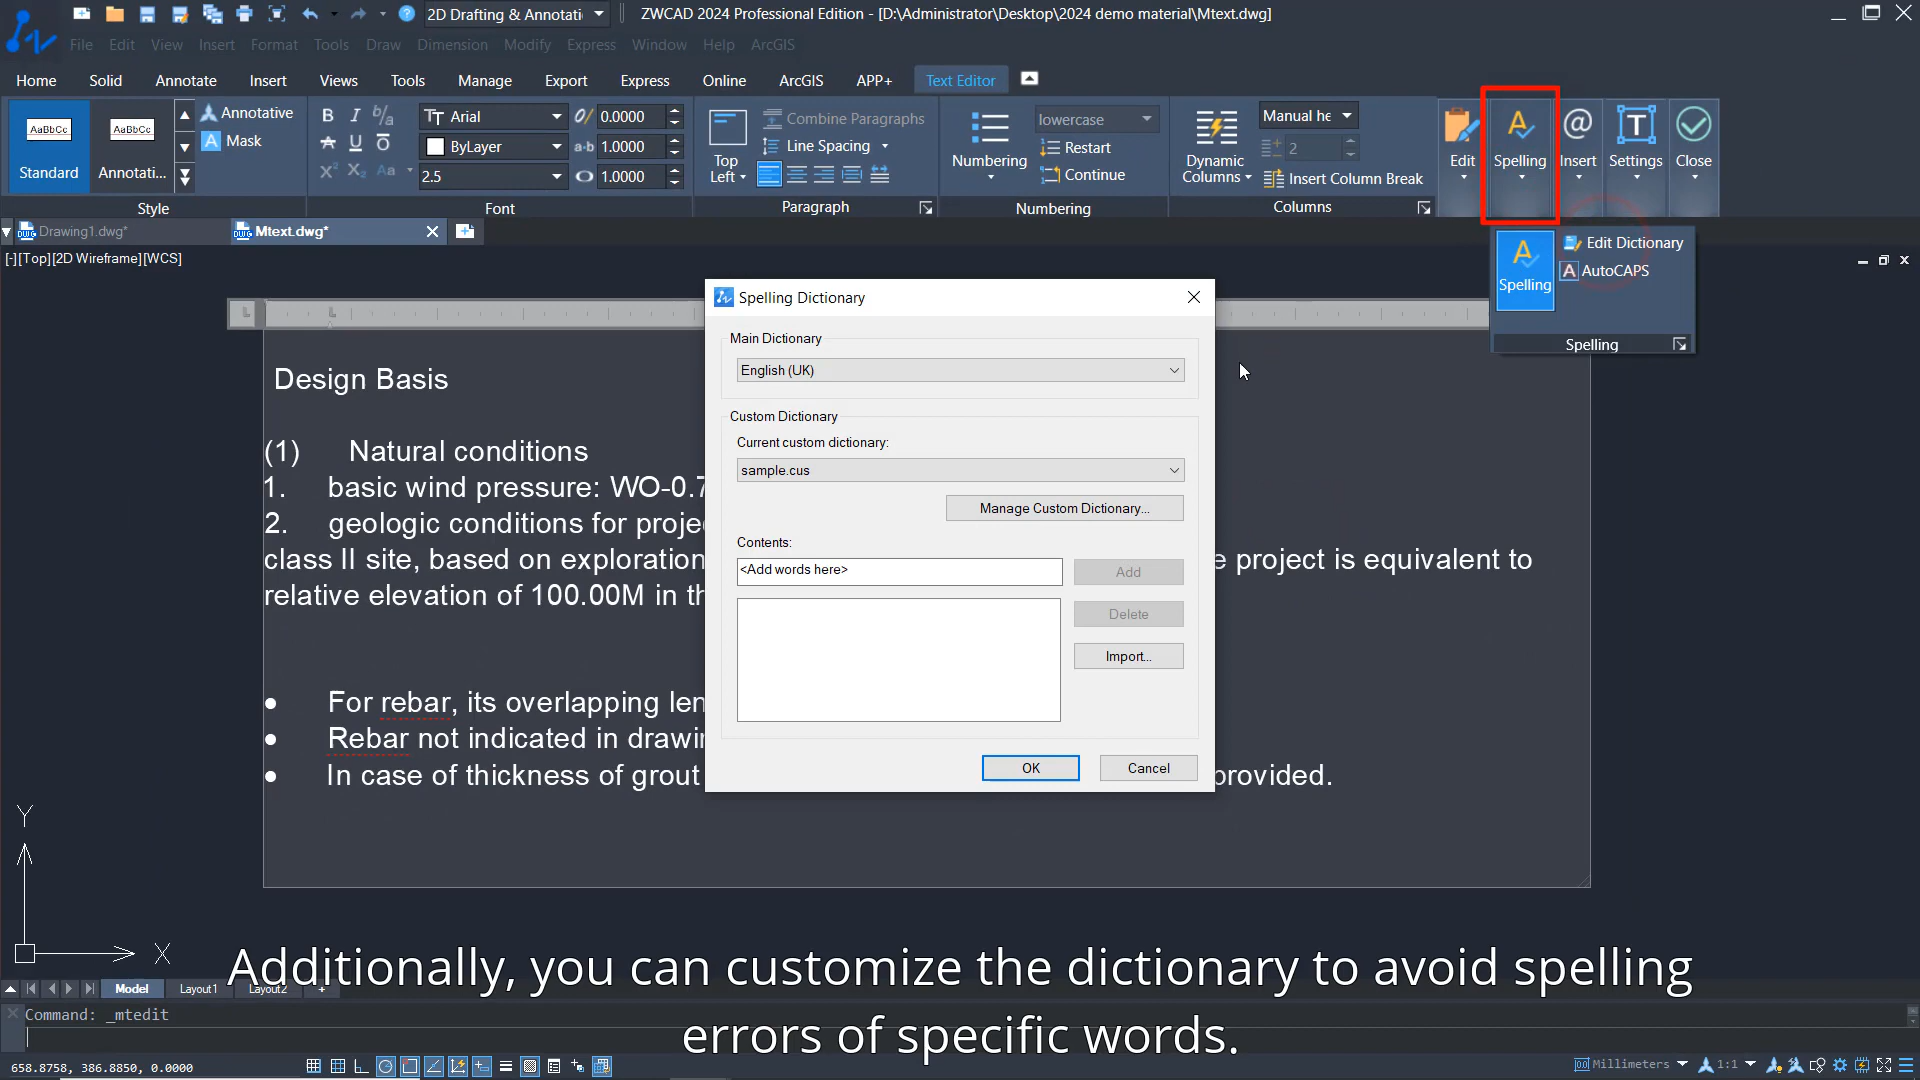 2D Drafting & Annotati
ZWCAD 2024 Professional Edition - [D:\Administrator\Desktop\2024 demo material\Mtext.dwg]
File Edit View Insert Format Tools Draw Dimension Modify Express Window Help ArcGIS
Home Solid Annotate Insert Views Tools Manage Export Express Online ArcGIS APP+ Text Editor
AaBbCc AaBbCc
Standard Annotati...
Annotative
Mask
Style
Arial
ByLayer
2.5
0.0000
1.0000
1.0000
Font
Top
Left
Combine Paragraphs
Line Spacing
Paragraph
Numbering
lowercase
Restart
Continue
Numbering
Dynamic
Columns
Manual he
2
Insert Column Break
Columns
Edit Spelling Insert Settings Close
Drawing1.dwg* Mtext.dwg*
[-][Top][2D Wireframe][WCS]
Spelling
Edit Dictionary
AutoCAPS
Spelling
Design Basis
(1) Natural conditions
1. basic wind pressure: WO-0.7
2. geologic conditions for projec
class II site, based on exploration e project is equivalent to
relative elevation of 100.00M in th
For rebar, its overlapping len
Rebar not indicated in drawin
In case of thickness of grout provided.
Spelling Dictionary
Main Dictionary
English (UK)
Custom Dictionary
Current custom dictionary:
sample.cus
Manage Custom Dictionary...
Contents:
<Add words here>
Add
Delete
Import...
OK Cancel
Y
X
Additionally, you can customize the dictionary to avoid spelling
errors of specific words.
Model Layout1 Layout2 +
Command: _mtedit
658.8758, 386.8850, 0.0000
Millimeters 1:1